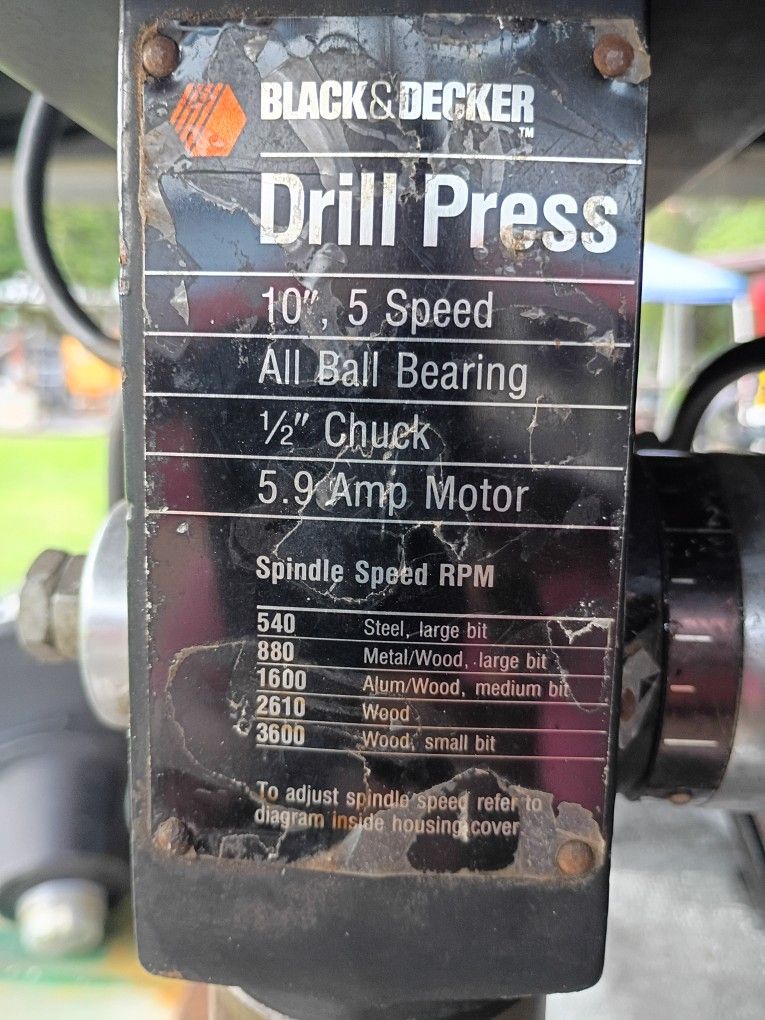 BLACK&DECKER
™
Drill Press
10", 5 Speed
All Ball Bearing
½" Chuck
5.9 Amp Motor
Spindle Speed RPM
540 Steel, large bit
880 Metal/Wood, large bit
1600 Alum/Wood, medium bit
2610 Wood
3600 Wood, small bit
To adjust spindle speed refer to
diagram inside housing cover